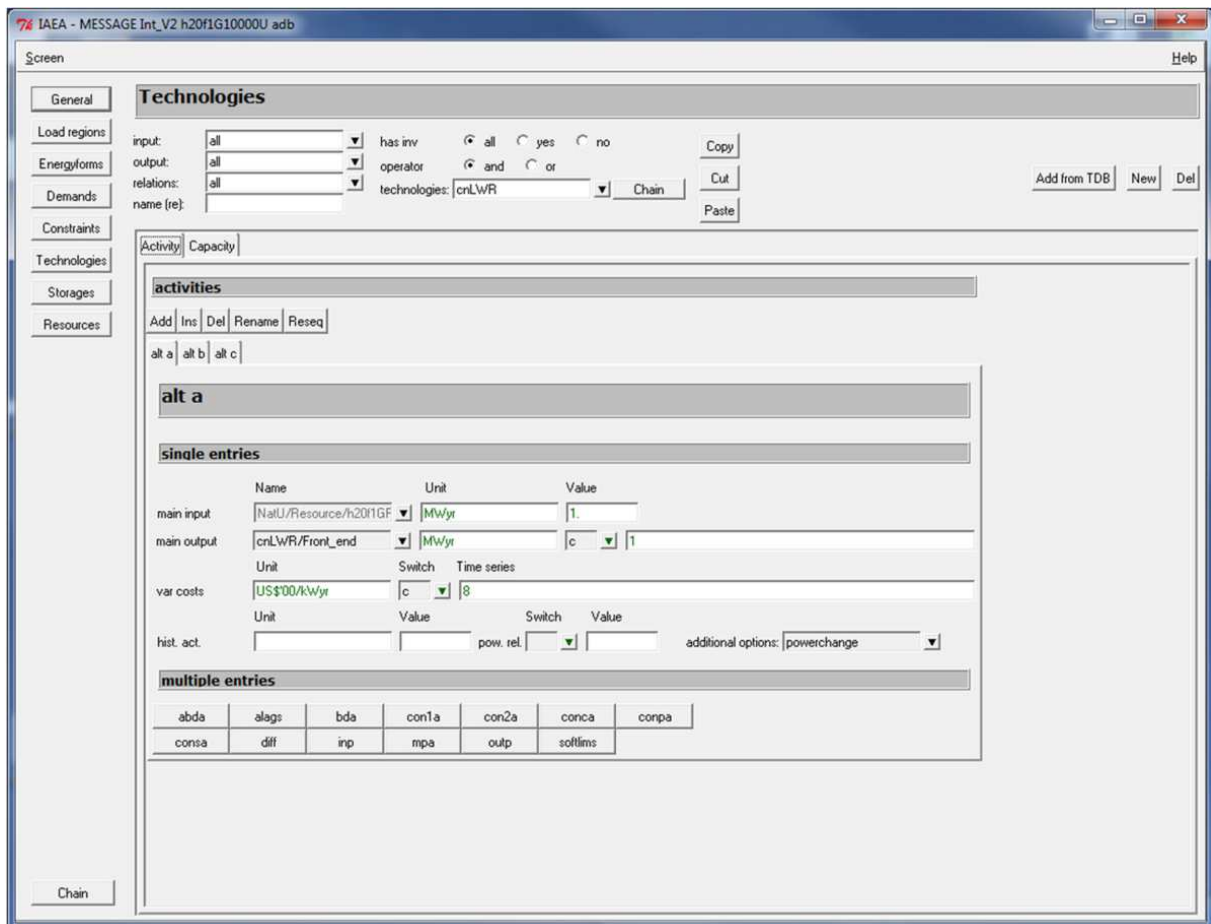 IAEA - MESSAGE Int_V2 h20f1G10000U adb
Screen Help
General
Load regions
Energyforms
Demands
Constraints
Technologies
Storages
Resources
Chain
Technologies
input: all has inv all yes no Copy
output: all operator and or Cut Add from TDB New Del
relations: all technologies: cnLWR Chain
name (re): Paste
Activity Capacity
activities
Add Ins Del Rename Reseq
alt a alt b alt c
alt a
single entries
Name Unit Value
main input NatU/Resource/h20f1GF MWyr 1.
main output cnLWR/Front_end MWyr c 1
Unit Switch Time series
var costs US$'00/kWyr c 8
Unit Value Switch Value
hist. act. pow. rel. additional options: powerchange
multiple entries
abda alags bda con1a con2a conca conpa
consa diff inp mpa outp softlims